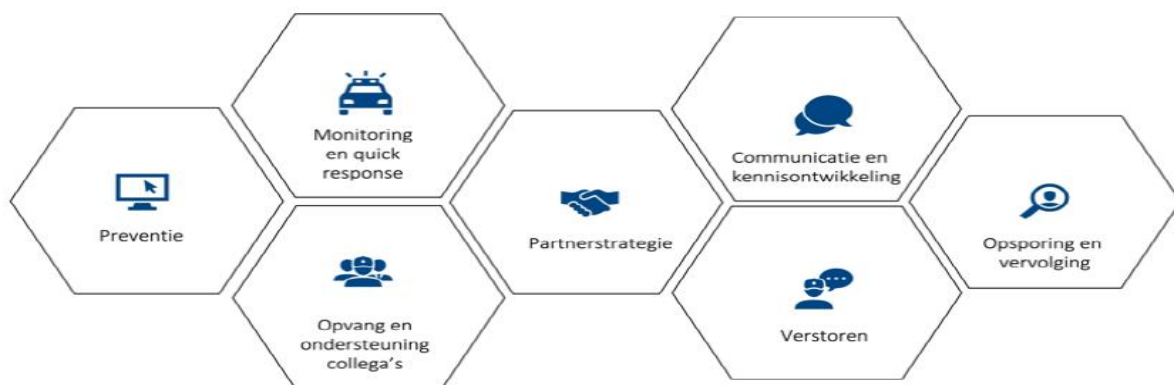 Monitoring
en quick
response
Communicatie en
kennisontwikkeling
Preventie
Partnerstrategie
Opsporing en
vervolging
Opvang en
ondersteuning
collega's
Verstoren